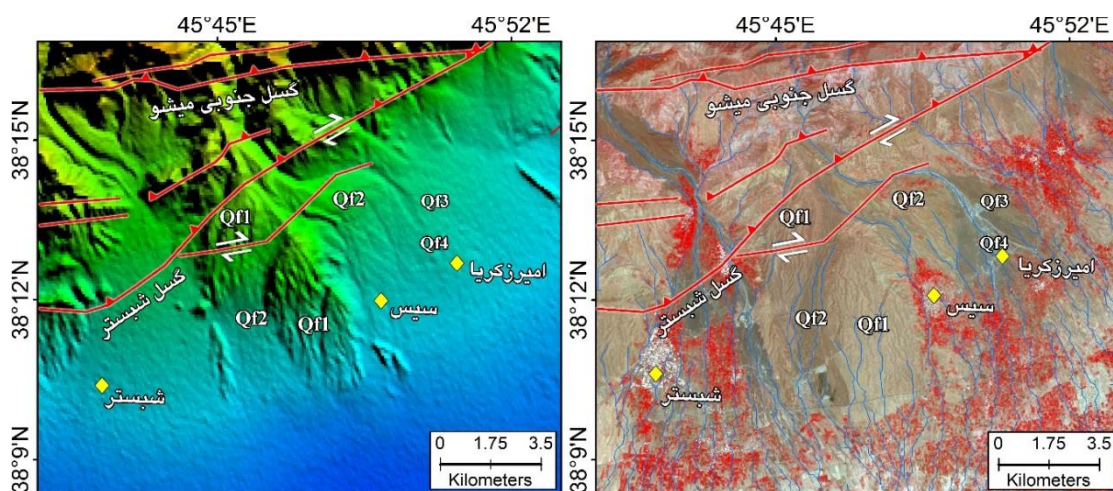 45°45'E
45°52'E
گسل جنوبی میشو
38°15'N
Qf1
Qf2
Qf3
Qf4
امیرزکریا
38°12'N
گسل شبستر
سیس
Qf2
Qf1
شبستر
38°9'N
0 1.75 3.5
Kilometers
45°45'E
45°52'E
گسل جنوبی میشو
38°15'N
Qf1
Qf2
Qf3
Qf4
امیرزکریا
38°12'N
گسل شبستر
سیس
Qf2
Qf1
شبستر
38°9'N
0 1.75 3.5
Kilometers